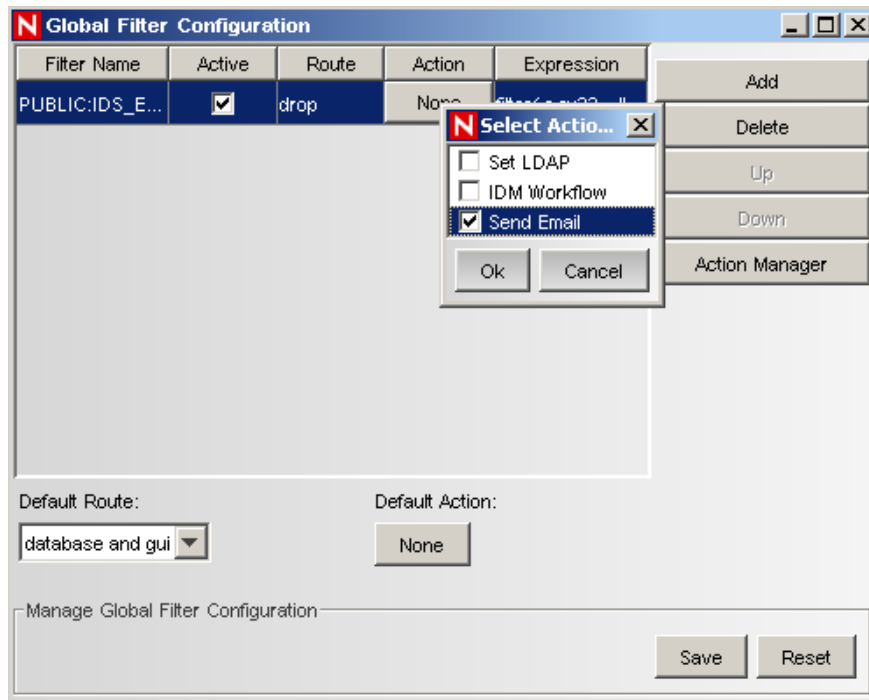 N Global Filter Configuration
Filter Name Active Route Action Expression
PUBLIC:IDS_E... drop None
Add
Delete
Up
Down
Action Manager
N Select Actio...
Set LDAP
IDM Workflow
Send Email
Ok Cancel
Default Route: Default Action:
database and gui None
Manage Global Filter Configuration
Save Reset